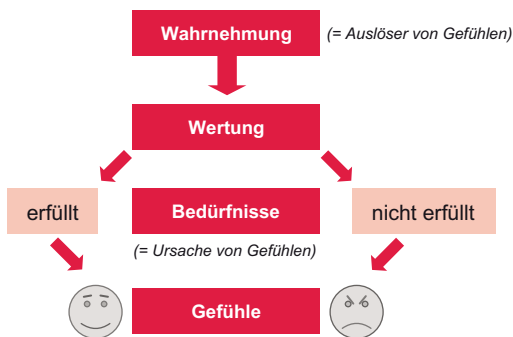 Wahrnehmung (= Auslöser von Gefühlen)
Wertung
erfüllt Bedürfnisse nicht erfüllt
(= Ursache von Gefühlen)
Gefühle